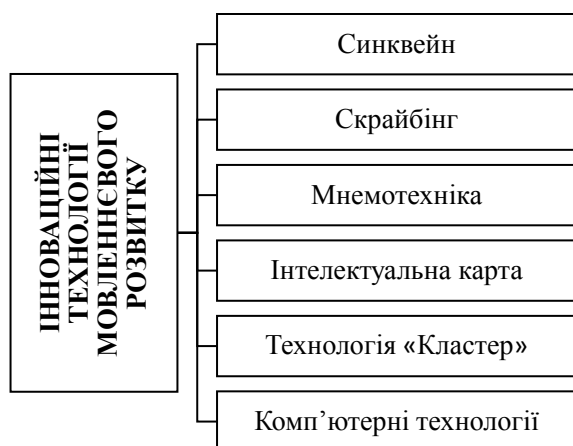 ІННОВАЦІЙНІ
ТЕХНОЛОГІЇ
МОВЛЕННЄВОГО
РОЗВИТКУ
Синквейн
Скрайбінг
Мнемотехніка
Інтелектуальна карта
Технологія «Кластер»
Комп’ютерні технології